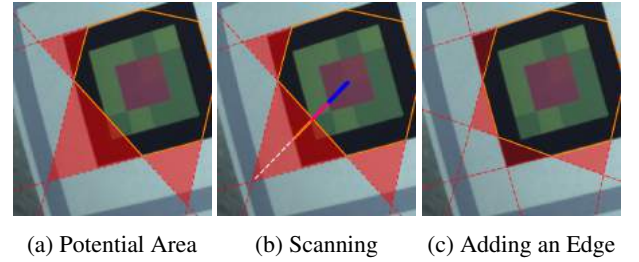 (a) Potential Area
(b) Scanning
(c) Adding an Edge